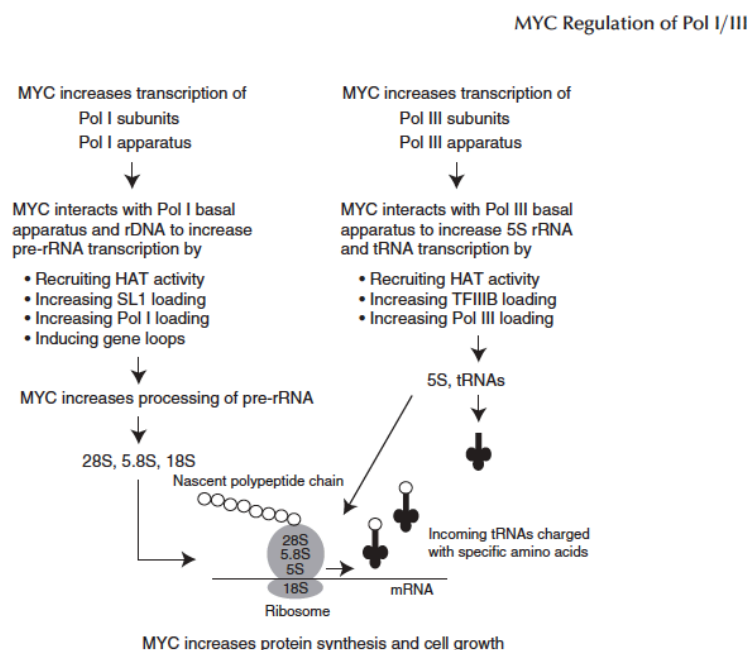 MYC Regulation of Pol I/III
MYC increases transcription of
Pol I subunits
Pol I apparatus
MYC interacts with Pol I basal
apparatus and rDNA to increase
pre-rRNA transcription by
• Recruiting HAT activity
• Increasing SL1 loading
• Increasing Pol I loading
• Inducing gene loops
MYC increases processing of pre-rRNA
28S, 5.8S, 18S
MYC increases transcription of
Pol III subunits
Pol III apparatus
MYC interacts with Pol III basal
apparatus to increase 5S rRNA
and tRNA transcription by
• Recruiting HAT activity
• Increasing TFIIIB loading
• Increasing Pol III loading
5S, tRNAs
Nascent polypeptide chain
28S
5.8S
5S
18S
Ribosome
mRNA
Incoming tRNAs charged
with specific amino acids
MYC increases protein synthesis and cell growth